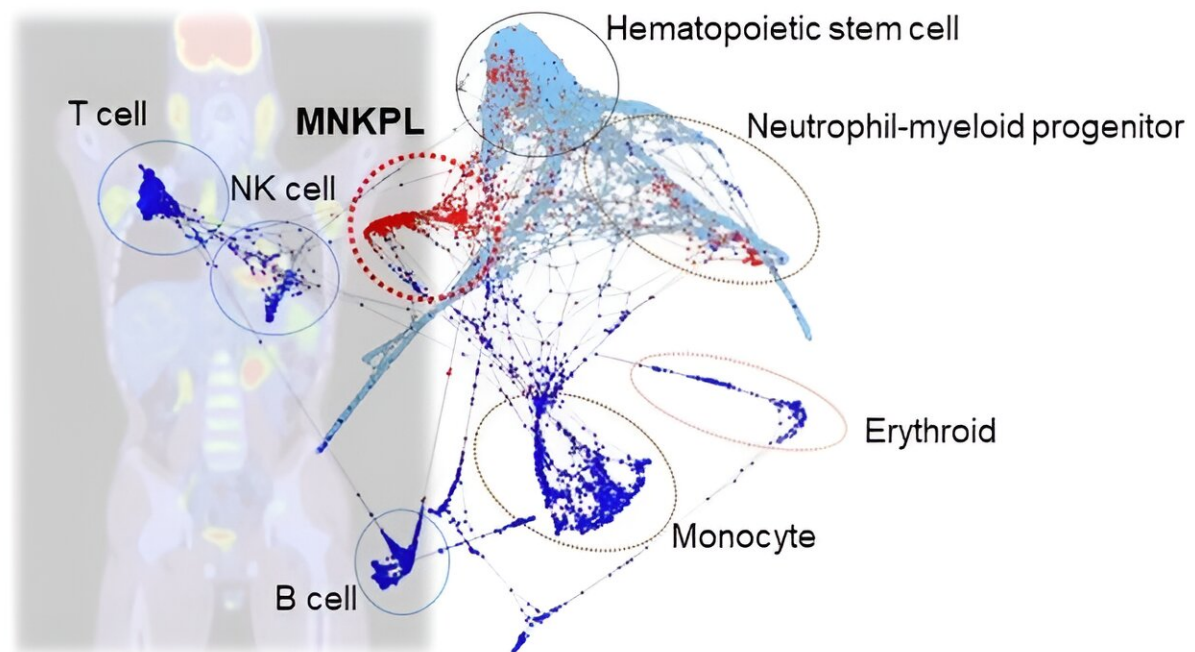 Hematopoietic stem cell
T cell
MNKPL
Neutrophil-myeloid progenitor
NK cell
Erythroid
Monocyte
B cell